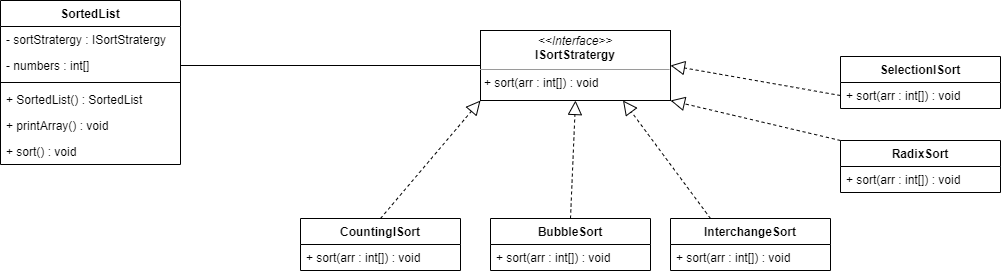 SortedList
- sortStratergy : ISortStratergy
- numbers : int[]
+ SortedList() : SortedList
+ printArray() : void
+ sort() : void
<<Interface>>
ISortStratergy
+ sort(arr : int[]) : void
SelectionISort
+ sort(arr : int[]) : void
RadixSort
+ sort(arr : int[]) : void
CountingISort
+ sort(arr : int[]) : void
BubbleSort
+ sort(arr : int[]) : void
InterchangeSort
+ sort(arr : int[]) : void